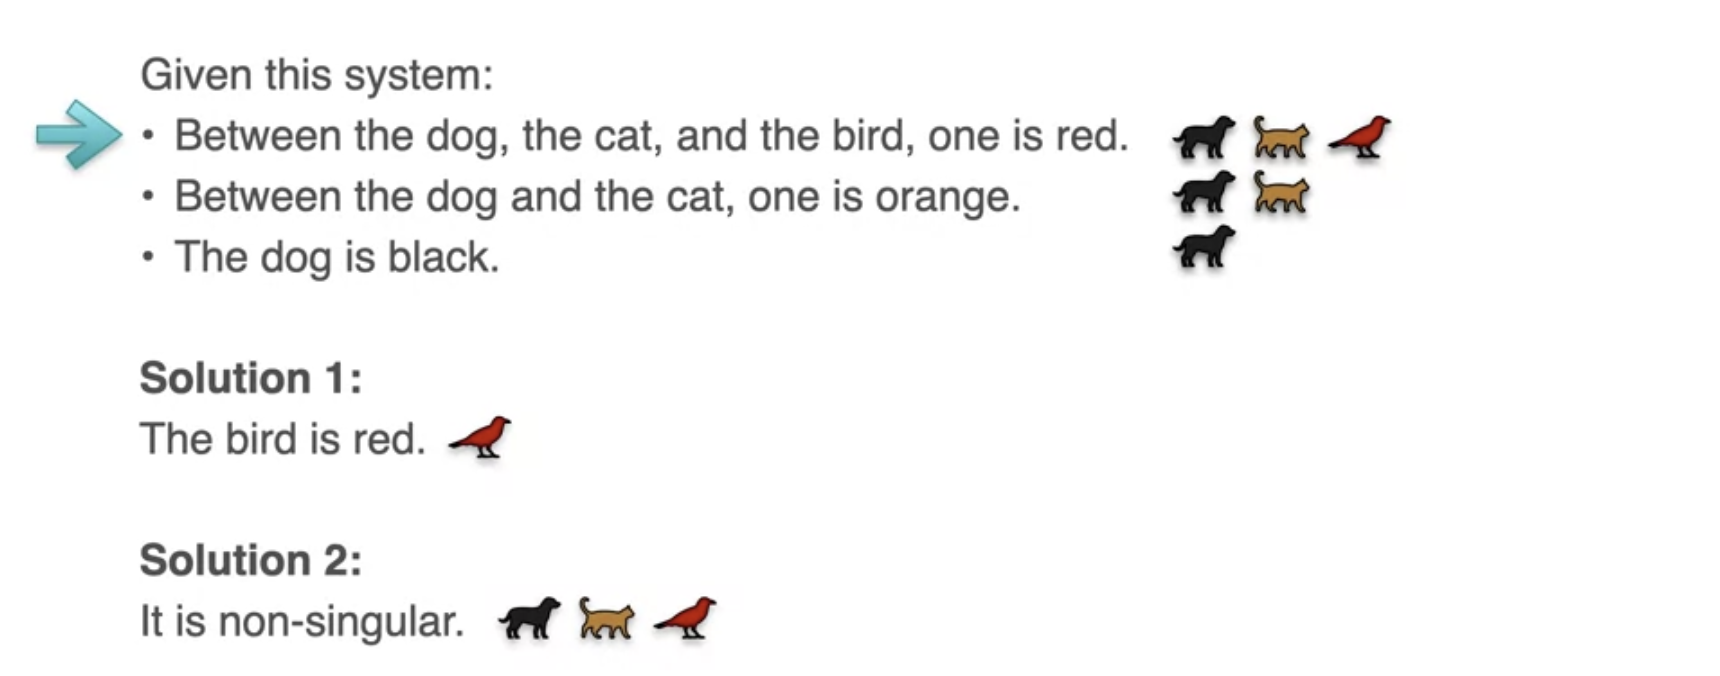 Given this system:
• Between the dog, the cat, and the bird, one is red.
• Between the dog and the cat, one is orange.
• The dog is black.
Solution 1:
The bird is red.
Solution 2:
It is non-singular.